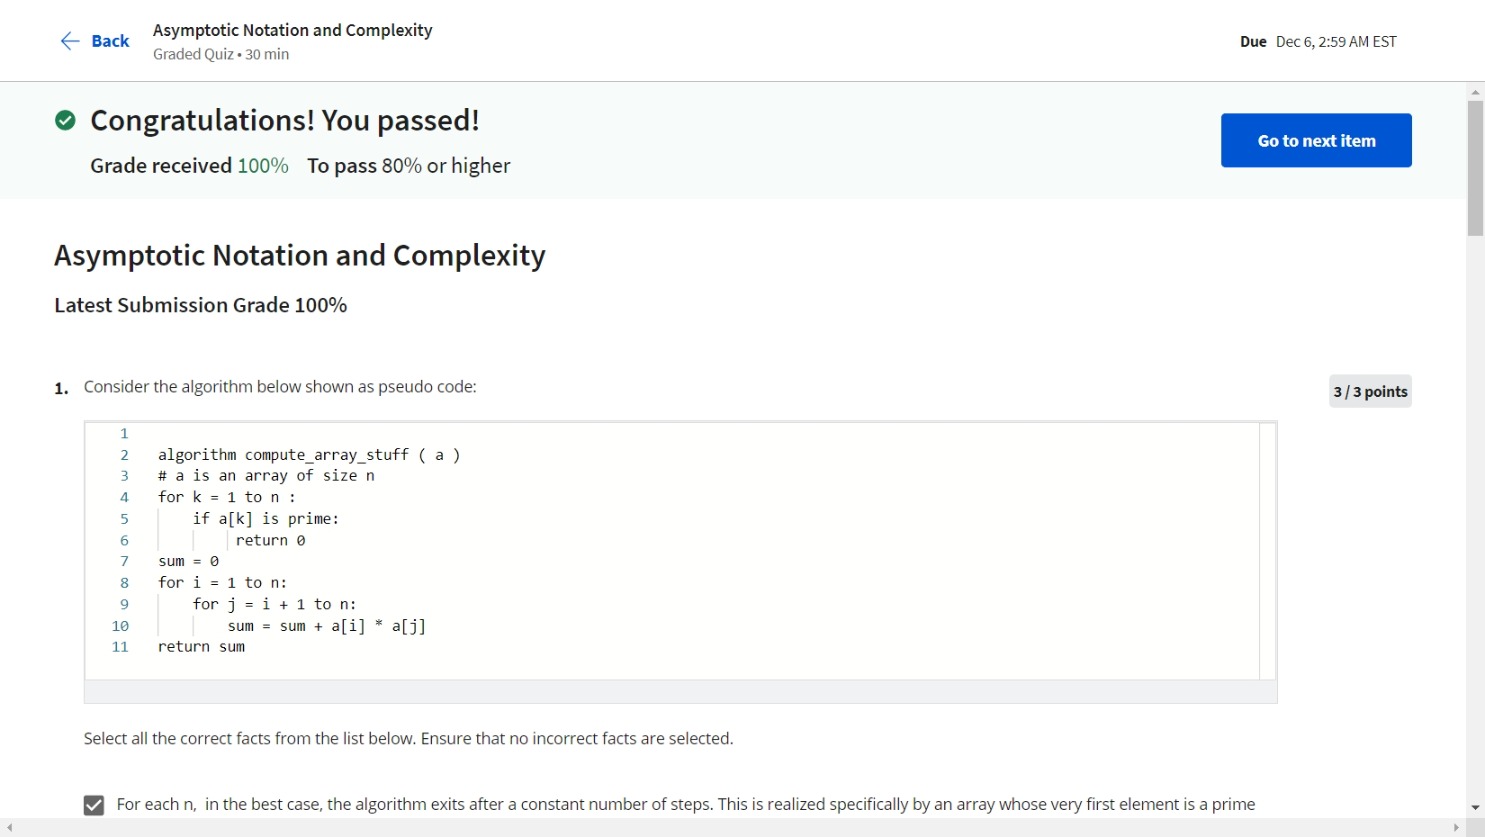 Back
Asymptotic Notation and Complexity
Graded Quiz • 30 min
Due Dec 6, 2:59 AM EST
Congratulations! You passed!
Grade received 100% To pass 80% or higher
Go to next item
Asymptotic Notation and Complexity
Latest Submission Grade 100%
1. Consider the algorithm below shown as pseudo code:
3 / 3 points
1
2 algorithm compute_array_stuff ( a )
3 # a is an array of size n
4 for k = 1 to n :
5 if a[k] is prime:
6 return 0
7 sum = 0
8 for i = 1 to n:
9 for j = i + 1 to n:
10 sum = sum + a[i] * a[j]
11 return sum
Select all the correct facts from the list below. Ensure that no incorrect facts are selected.
For each n, in the best case, the algorithm exits after a constant number of steps. This is realized specifically by an array whose very first element is a prime